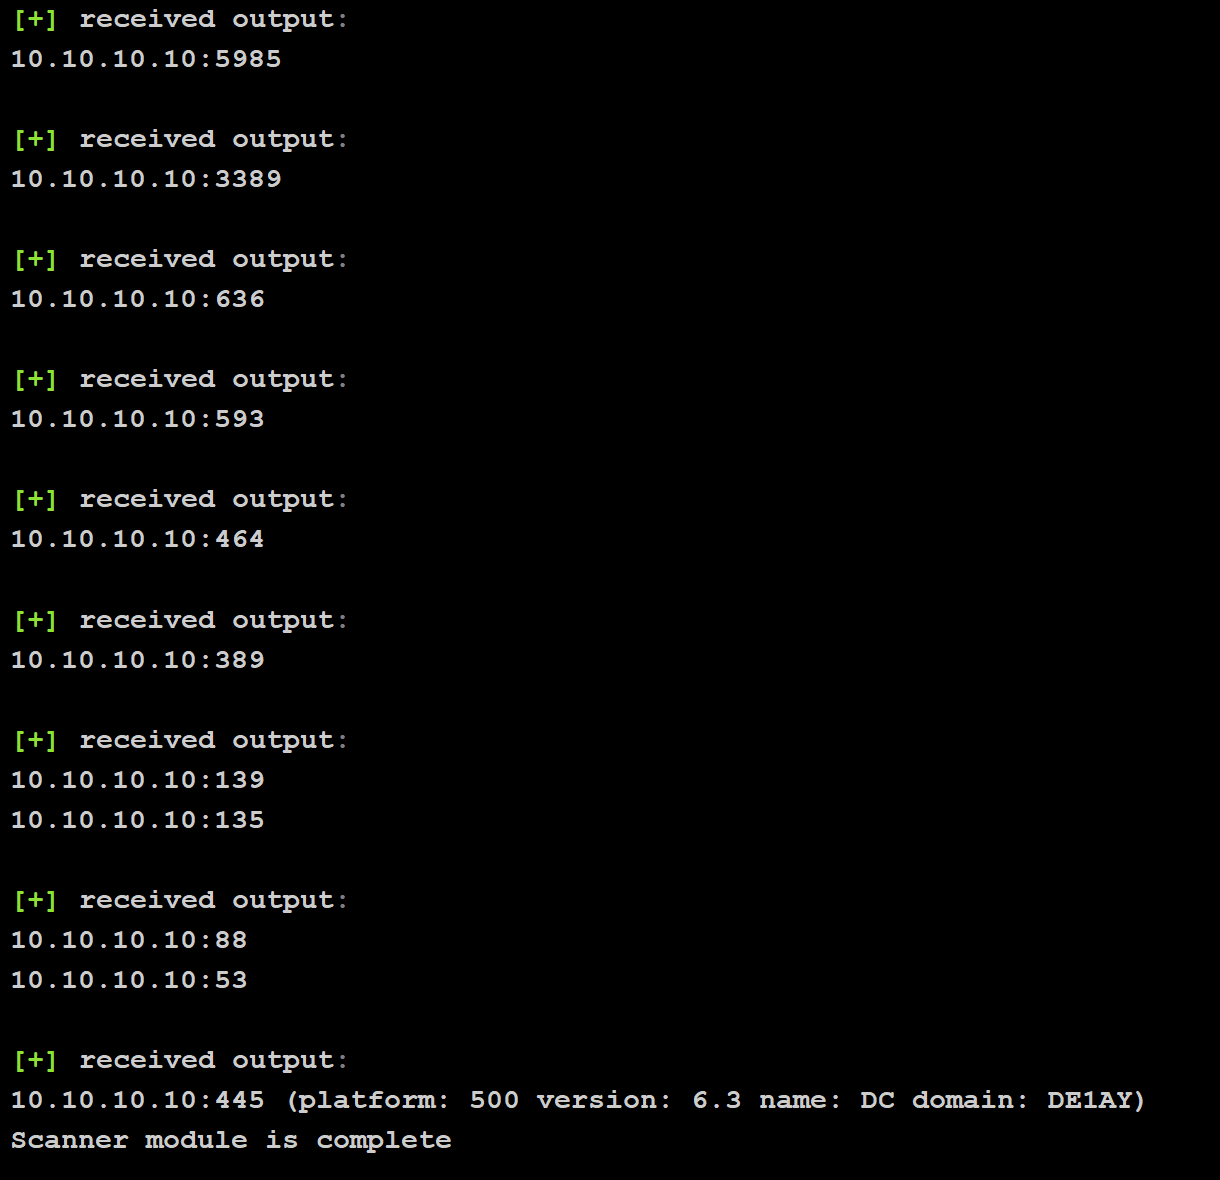 [+] received output:
10.10.10.10:5985
[+] received output:
10.10.10.10:3389
[+] received output:
10.10.10.10:636
[+] received output:
10.10.10.10:593
[+] received output:
10.10.10.10:464
[+] received output:
10.10.10.10:389
[+] received output:
10.10.10.10:139
10.10.10.10:135
[+] received output:
10.10.10.10:88
10.10.10.10:53
[+] received output:
10.10.10.10:445 (platform: 500 version: 6.3 name: DC domain: DE1AY)
Scanner module is complete